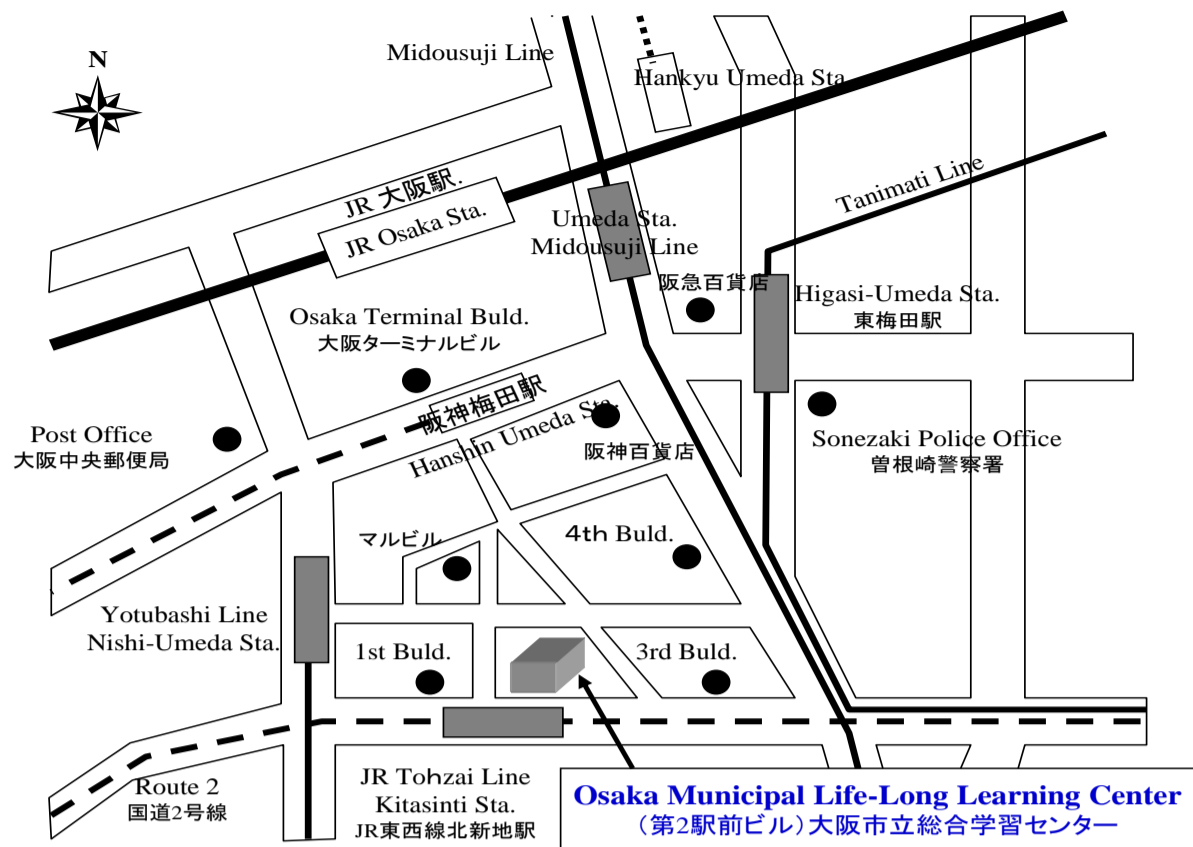 N
Midousuji Line
Hankyu Umeda Sta.
Tanimati Line
JR 大阪駅.
JR Osaka Sta.
Umeda Sta.
Midousuji Line
阪急百貨店
Higasi-Umeda Sta.
東梅田駅
Osaka Terminal Buld.
大阪ターミナルビル
阪神梅田駅
Hanshin Umeda Sta.
Post Office
大阪中央郵便局
阪神百貨店
Sonezaki Police Office
曽根崎警察署
マルビル
4th Buld.
Yotubashi Line
Nishi-Umeda Sta.
1st Buld.
3rd Buld.
Route 2
国道2号線
JR Tohzai Line
Kitasinti Sta.
JR東西線北新地駅
Osaka Municipal Life-Long Learning Center
(第2駅前ビル)大阪市立総合学習センター